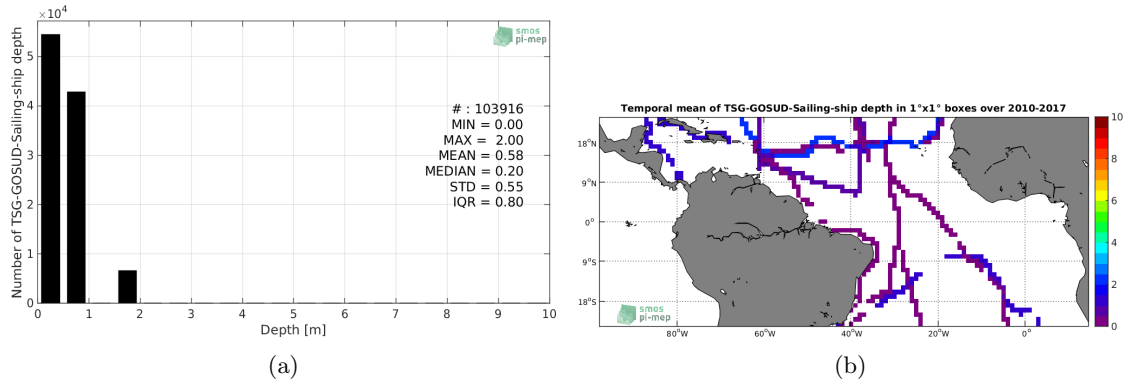 ×10⁴
5
4
3
2
1
0
Number of TSG-GOSUD-Sailing-ship depth
smos
pi-mep
# : 103916
MIN = 0.00
MAX = 2.00
MEAN = 0.58
MEDIAN = 0.20
STD = 0.55
IQR = 0.80
0 1 2 3 4 5 6 7 8 9 10
Depth [m]
(a)
Temporal mean of TSG-GOSUD-Sailing-ship depth in 1°x1° boxes over 2010-2017
18°N
9°N
0°
9°S
18°S
80°W 60°W 40°W 20°W 0°
smos
pi-mep
10
8
6
4
2
0
(b)